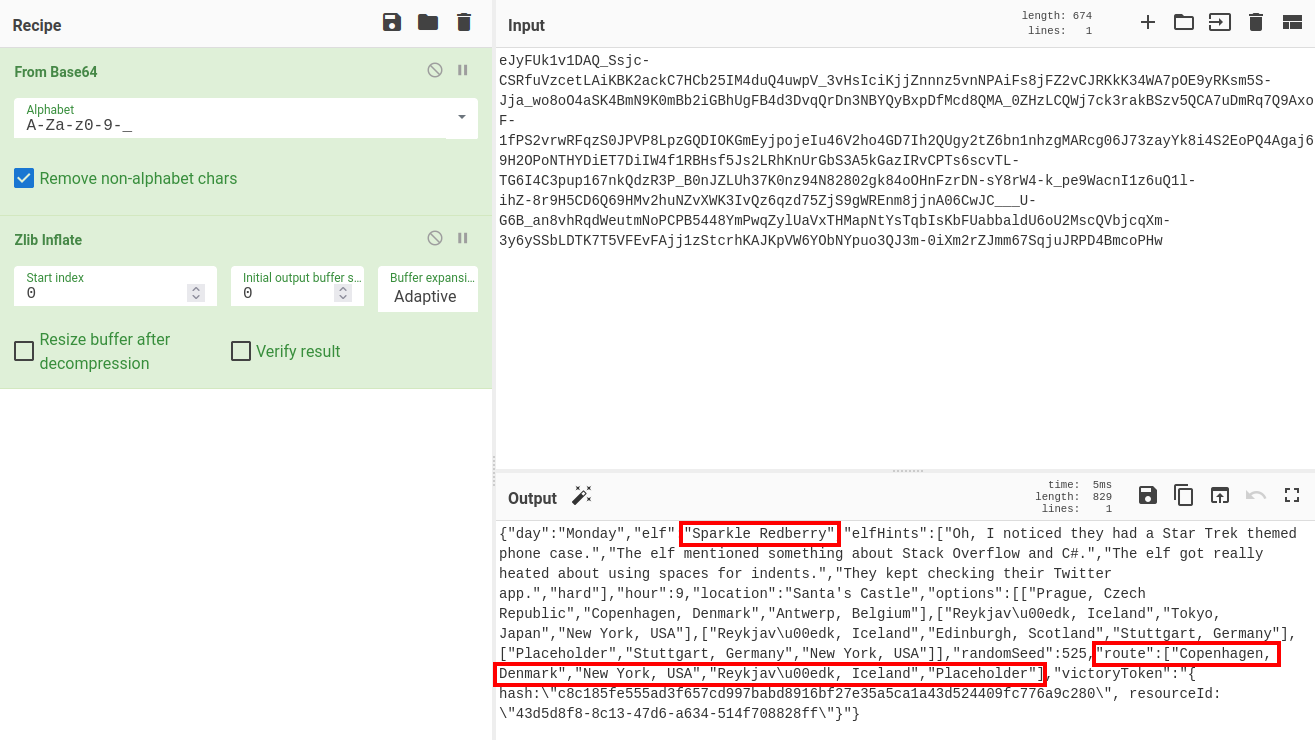 Recipe
From Base64
Alphabet
A-Za-z0-9-_
Remove non-alphabet chars
Zlib Inflate
Start index
0
Initial output buffer s…
0
Buffer expansi…
Adaptive
Resize buffer after
decompression
Verify result
Input
length: 674
lines: 1
eJyFUk1v1DAQ_Ssjc-
CSRfuVzcetLAiKBK2ackC7HCb25IM4duQ4uwpV_3vHsIciKjjZnnnz5vnNPAiFs8jFZ2vCJRKkK34WA7pOE9yRKsm5S-
Jja_wo8oO4aSK4BmN9K0mBb2iGBhUgFB4d3DvqQrDn3NBYQyBxpDfMcd8QMA_0ZHzLCQWj7ck3rakBSzv5QCA7uDmRq7Q9Axo
F-
1fPS2vrwRFqzS0JPVP8LpzGQDIOKGmEyjpojeIu46V2ho4GD7Ih2QUgy2tZ6bn1nhzgMARcg06J73zayYk8i4S2EoPQ4Agaj6
9H2OPoNTHYDiET7DiIW4f1RBHsf5Js2LRhKnUrGbS3A5kGazIRvCPTs6scvTL-
TG6I4C3pup167nkQdzR3P_B0nJZLUh37K0nz94N82802gk84oOHnFzrDN-sY8rW4-k_pe9WacnI1z6uQ1l-
ihZ-8r9H5CD6Q69HMv2huNZvXWK3IvQz6qzd75ZjS9gWREnm8jjnA06CwJC___U-
G6B_an8vhRqdWeutmNoPCPB5448YmPwqZylUaVxTHMapNtYsTqbIsKbFUabbaldU6oU2MscQVbjcqXm-
3y6ySSbLDTK7T5VFEvFAjj1zStcrhKAJKpVW6YObNYpuo3QJ3m-0iXm2rZJmm67SqjuJRPD4BmcoPHw
Output
time: 5ms
length: 829
lines: 1
{"day":"Monday","elf":"Sparkle Redberry","elfHints":["Oh, I noticed they had a Star Trek themed
phone case.","The elf mentioned something about Stack Overflow and C#.","The elf got really
heated about using spaces for indents.","They kept checking their Twitter
app.","hard"],"hour":9,"location":"Santa's Castle","options":[["Prague, Czech
Republic","Copenhagen, Denmark","Antwerp, Belgium"],["Reykjav\u00edk, Iceland","Tokyo,
Japan","New York, USA"],["Reykjav\u00edk, Iceland","Edinburgh, Scotland","Stuttgart, Germany"],
["Placeholder","Stuttgart, Germany","New York, USA"]],"randomSeed":525,"route":["Copenhagen,
Denmark","New York, USA","Reykjav\u00edk, Iceland","Placeholder"],"victoryToken":"{
hash:\"c8c185fe555ad3f657cd997babd8916bf27e35a5ca1a43d524409fc776a9c280\", resourceId:
\"43d5d8f8-8c13-47d6-a634-514f708828ff\"}"}